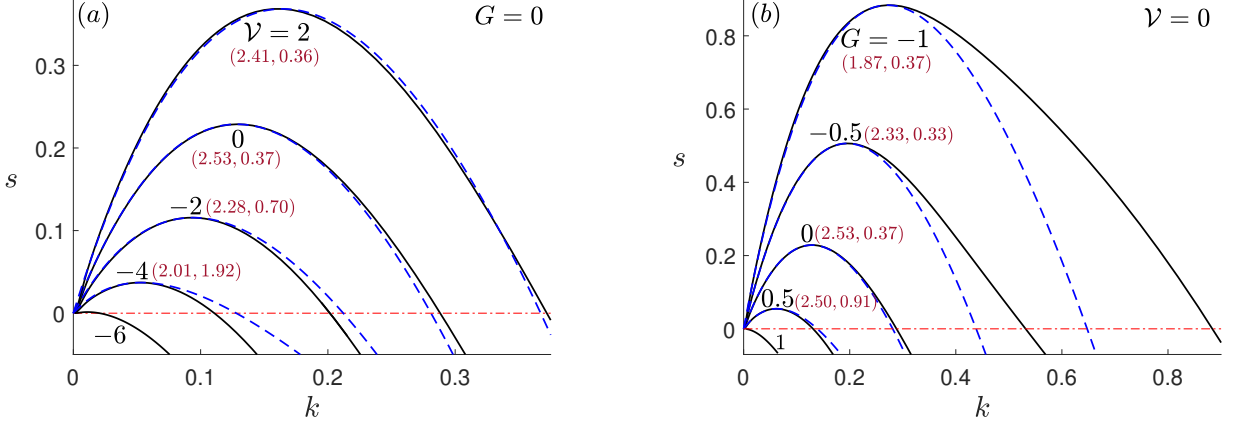 (a)
G = 0
𝒱 = 2
(2.41, 0.36)
0
(2.53, 0.37)
−2 (2.28, 0.70)
−4 (2.01, 1.92)
−6
s
0.3
0.2
0.1
0
0
0.1
0.2
0.3
k
(b)
𝒱 = 0
G = −1
(1.87, 0.37)
−0.5 (2.33, 0.33)
0 (2.53, 0.37)
0.5 (2.50, 0.91)
1
s
0.8
0.6
0.4
0.2
0
0
0.2
0.4
0.6
0.8
k